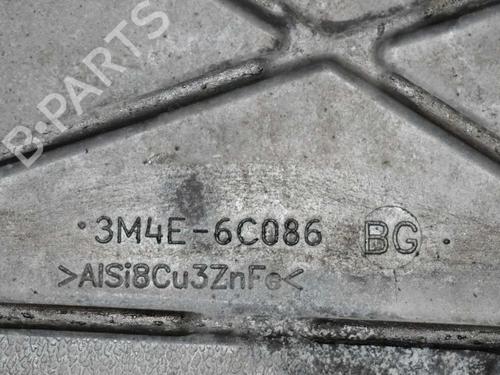 B-PARTS
3M4E-6C086 BG
>AlSi8Cu3ZnFe<